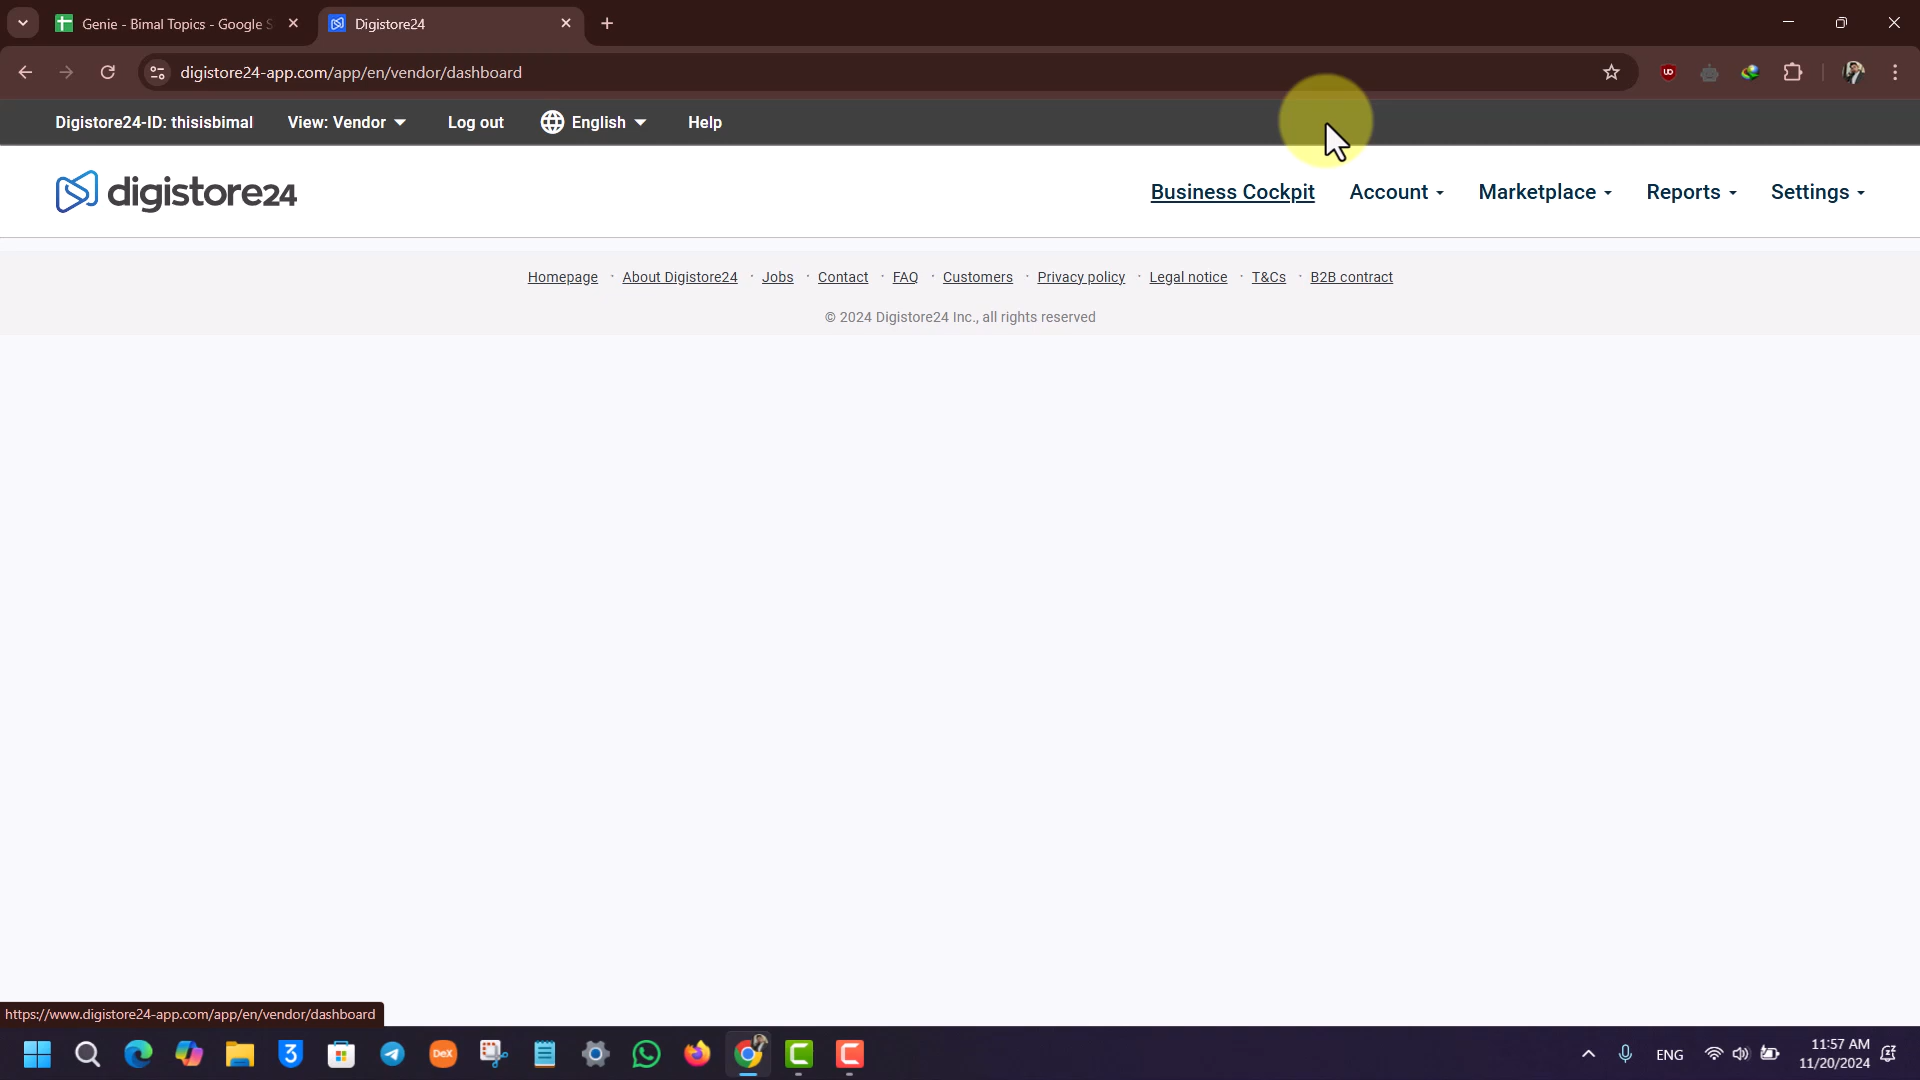 Genie - Bimal Topics - Google S
Digistore24
digistore24-app.com/app/en/vendor/dashboard
Digistore24-ID: thisisbimal View: Vendor Log out English Help
digistore24
Business Cockpit Account Marketplace Reports Settings
Homepage · About Digistore24 · Jobs · Contact · FAQ · Customers · Privacy policy · Legal notice · T&Cs · B2B contract
© 2024 Digistore24 Inc., all rights reserved
https://www.digistore24-app.com/app/en/vendor/dashboard
3
DeX
ENG
11:57 AM
11/20/2024